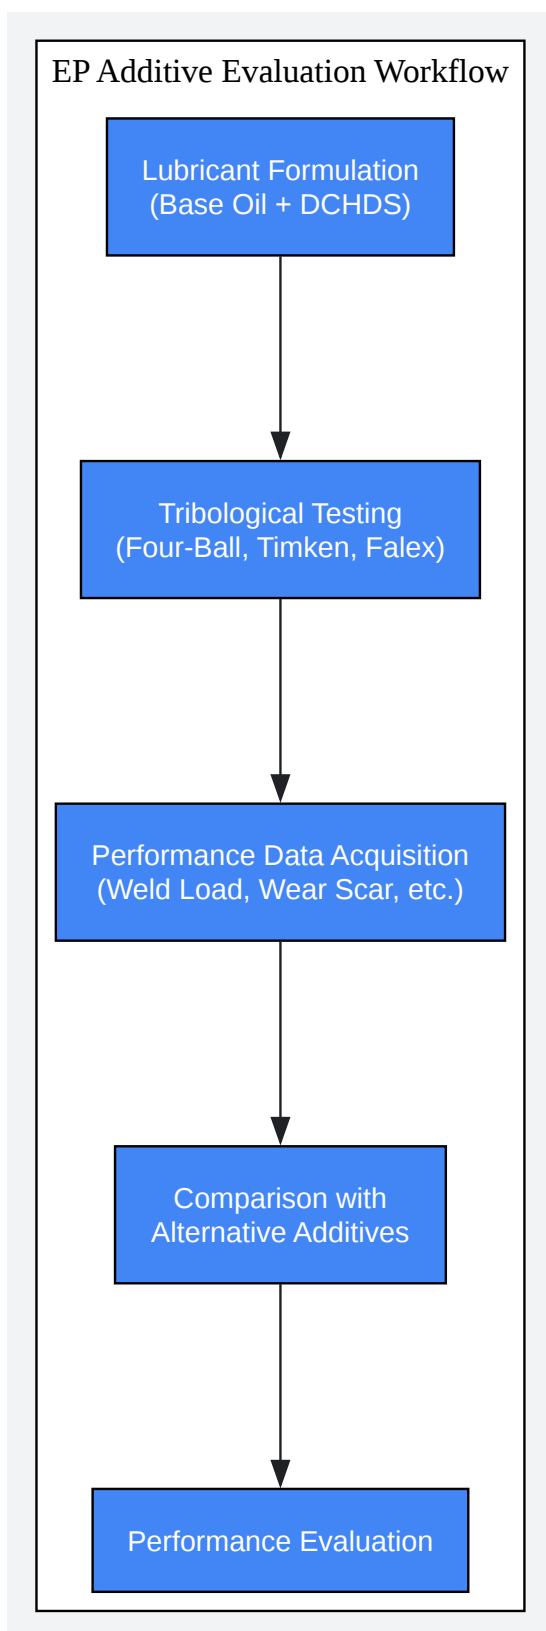 EP Additive Evaluation Workflow
Lubricant Formulation
(Base Oil + DCHDS)
Tribological Testing
(Four-Ball, Timken, Falex)
Performance Data Acquisition
(Weld Load, Wear Scar, etc.)
Comparison with
Alternative Additives
Performance Evaluation